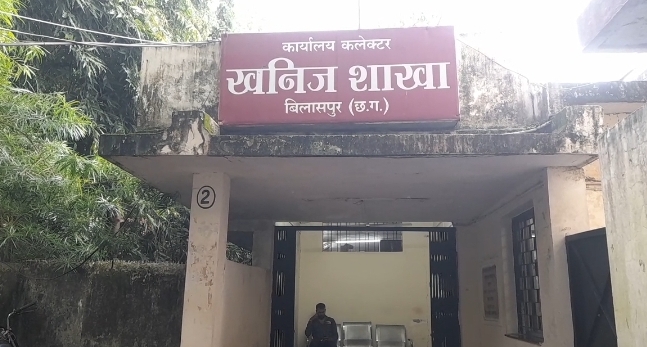 कार्यालय कलेक्टर
खनिज शाखा
बिलासपुर (छ.ग.)
2